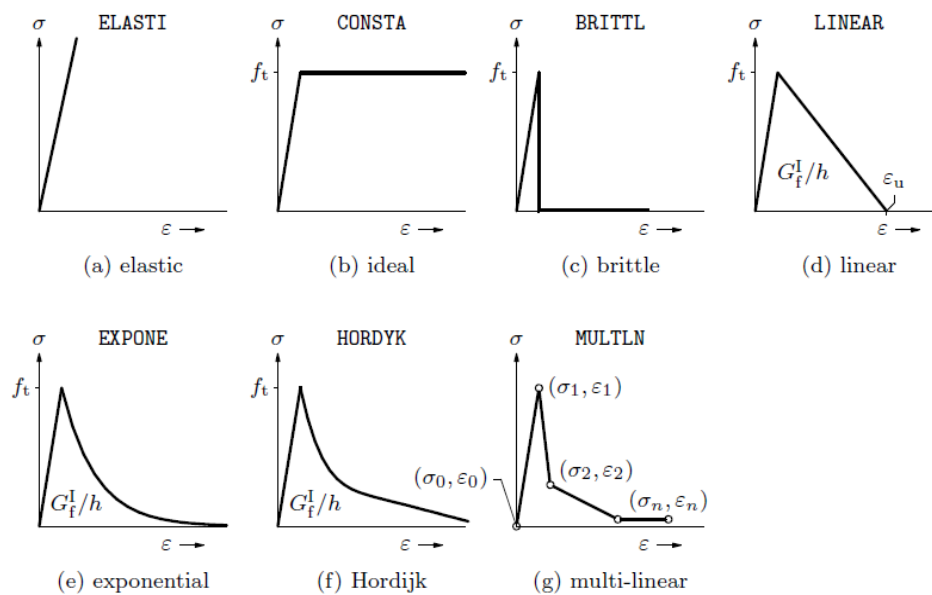 σ ELASTI
ε
(a) elastic
σ CONSTA
f_t
ε
(b) ideal
σ BRITTL
f_t
ε
(c) brittle
σ LINEAR
f_t
G_f^I/h
ε_u
ε
(d) linear
σ EXPONE
f_t
G_f^I/h
ε
(e) exponential
σ HORDYK
f_t
G_f^I/h
ε
(f) Hordijk
σ MULTLN
(σ_1, ε_1)
(σ_0, ε_0)
(σ_2, ε_2)
(σ_n, ε_n)
ε
(g) multi-linear